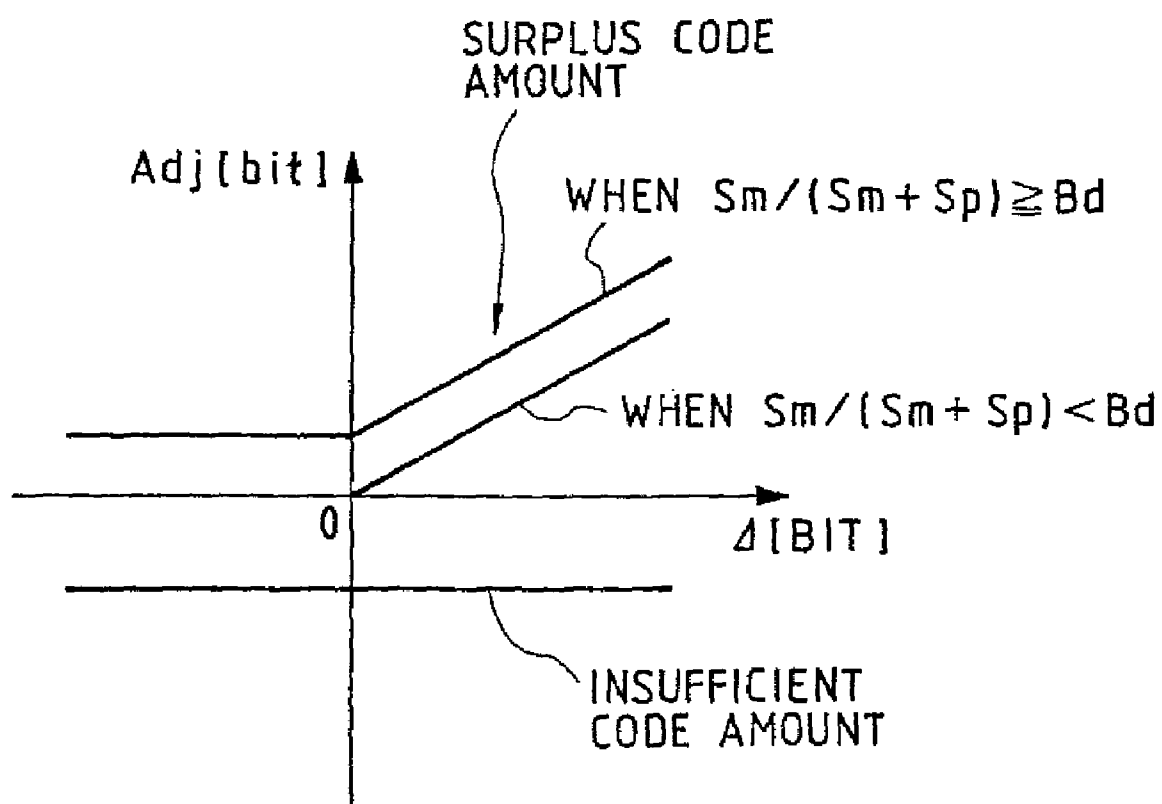 SURPLUS CODE
AMOUNT
Adj[bit]
WHEN Sm/(Sm+Sp)≧Bd
WHEN Sm/(Sm+Sp)<Bd
0
Δ[BIT]
INSUFFICIENT
CODE AMOUNT